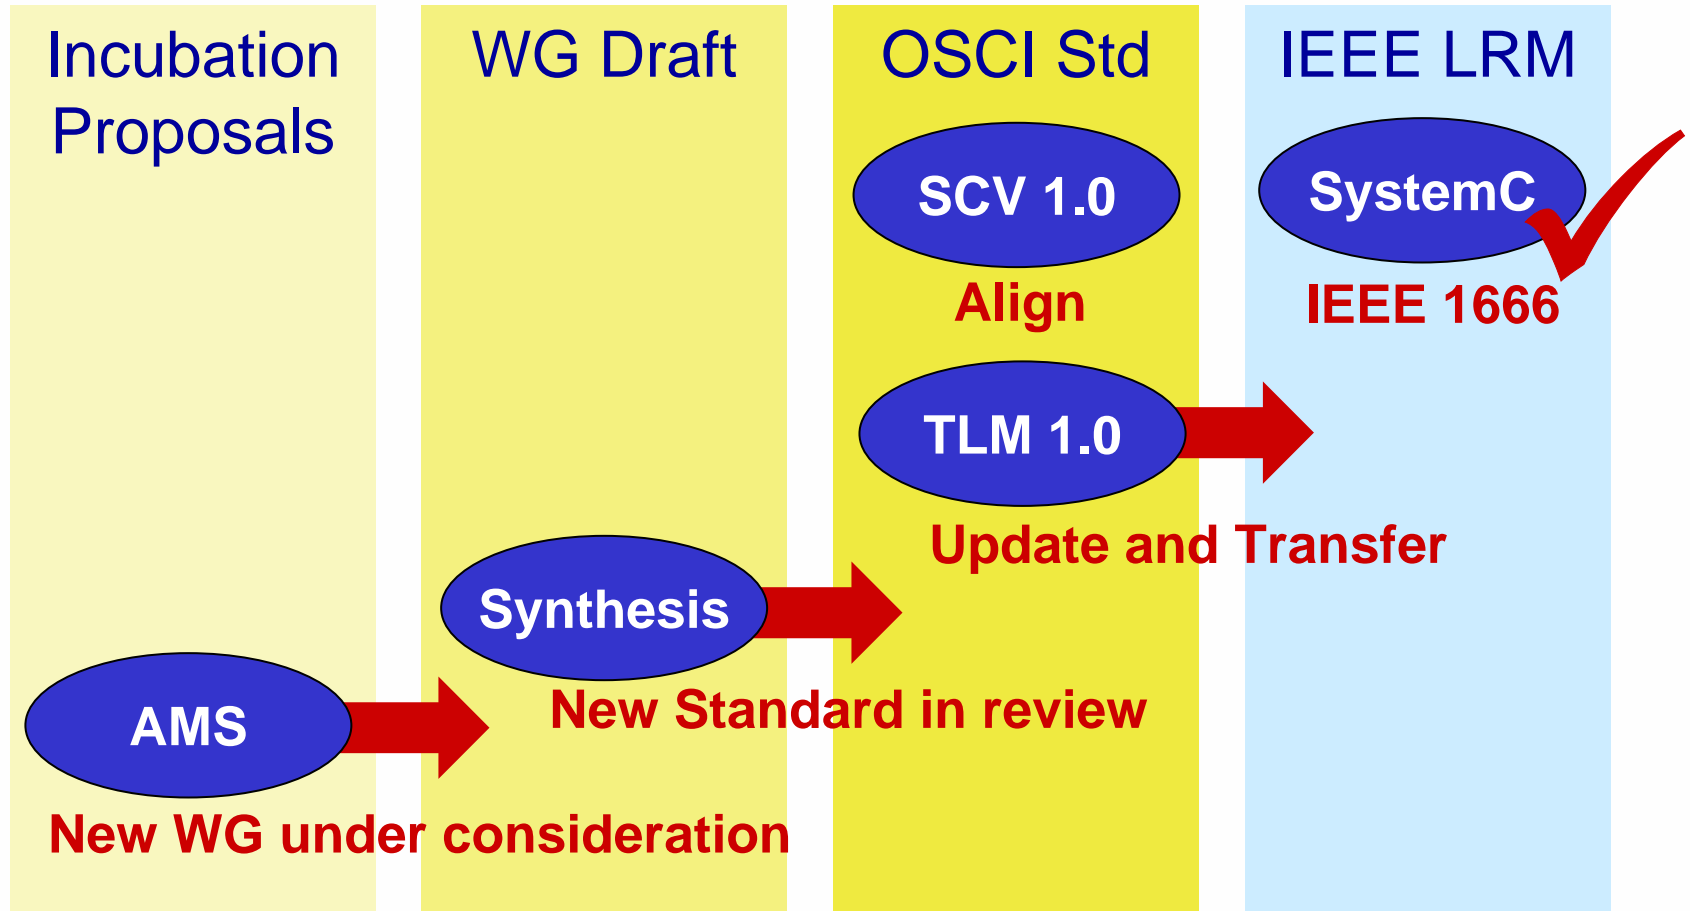 Incubation
Proposals
WG Draft
OSCI Std
IEEE LRM
SCV 1.0
Align
SystemC
IEEE 1666
TLM 1.0
Update and Transfer
Synthesis
New Standard in review
AMS
New WG under consideration